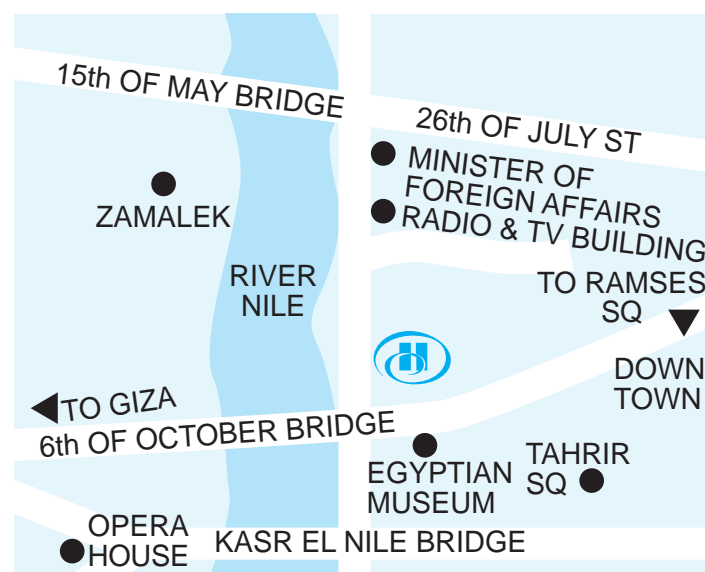 15th OF MAY BRIDGE
26th OF JULY ST
MINISTER OF
FOREIGN AFFAIRS
RADIO & TV BUILDING
ZAMALEK
RIVER
NILE
TO RAMSES
SQ
DOWN
TOWN
TO GIZA
6th OF OCTOBER BRIDGE
EGYPTIAN
MUSEUM
TAHRIR
SQ
OPERA
HOUSE
KASR EL NILE BRIDGE